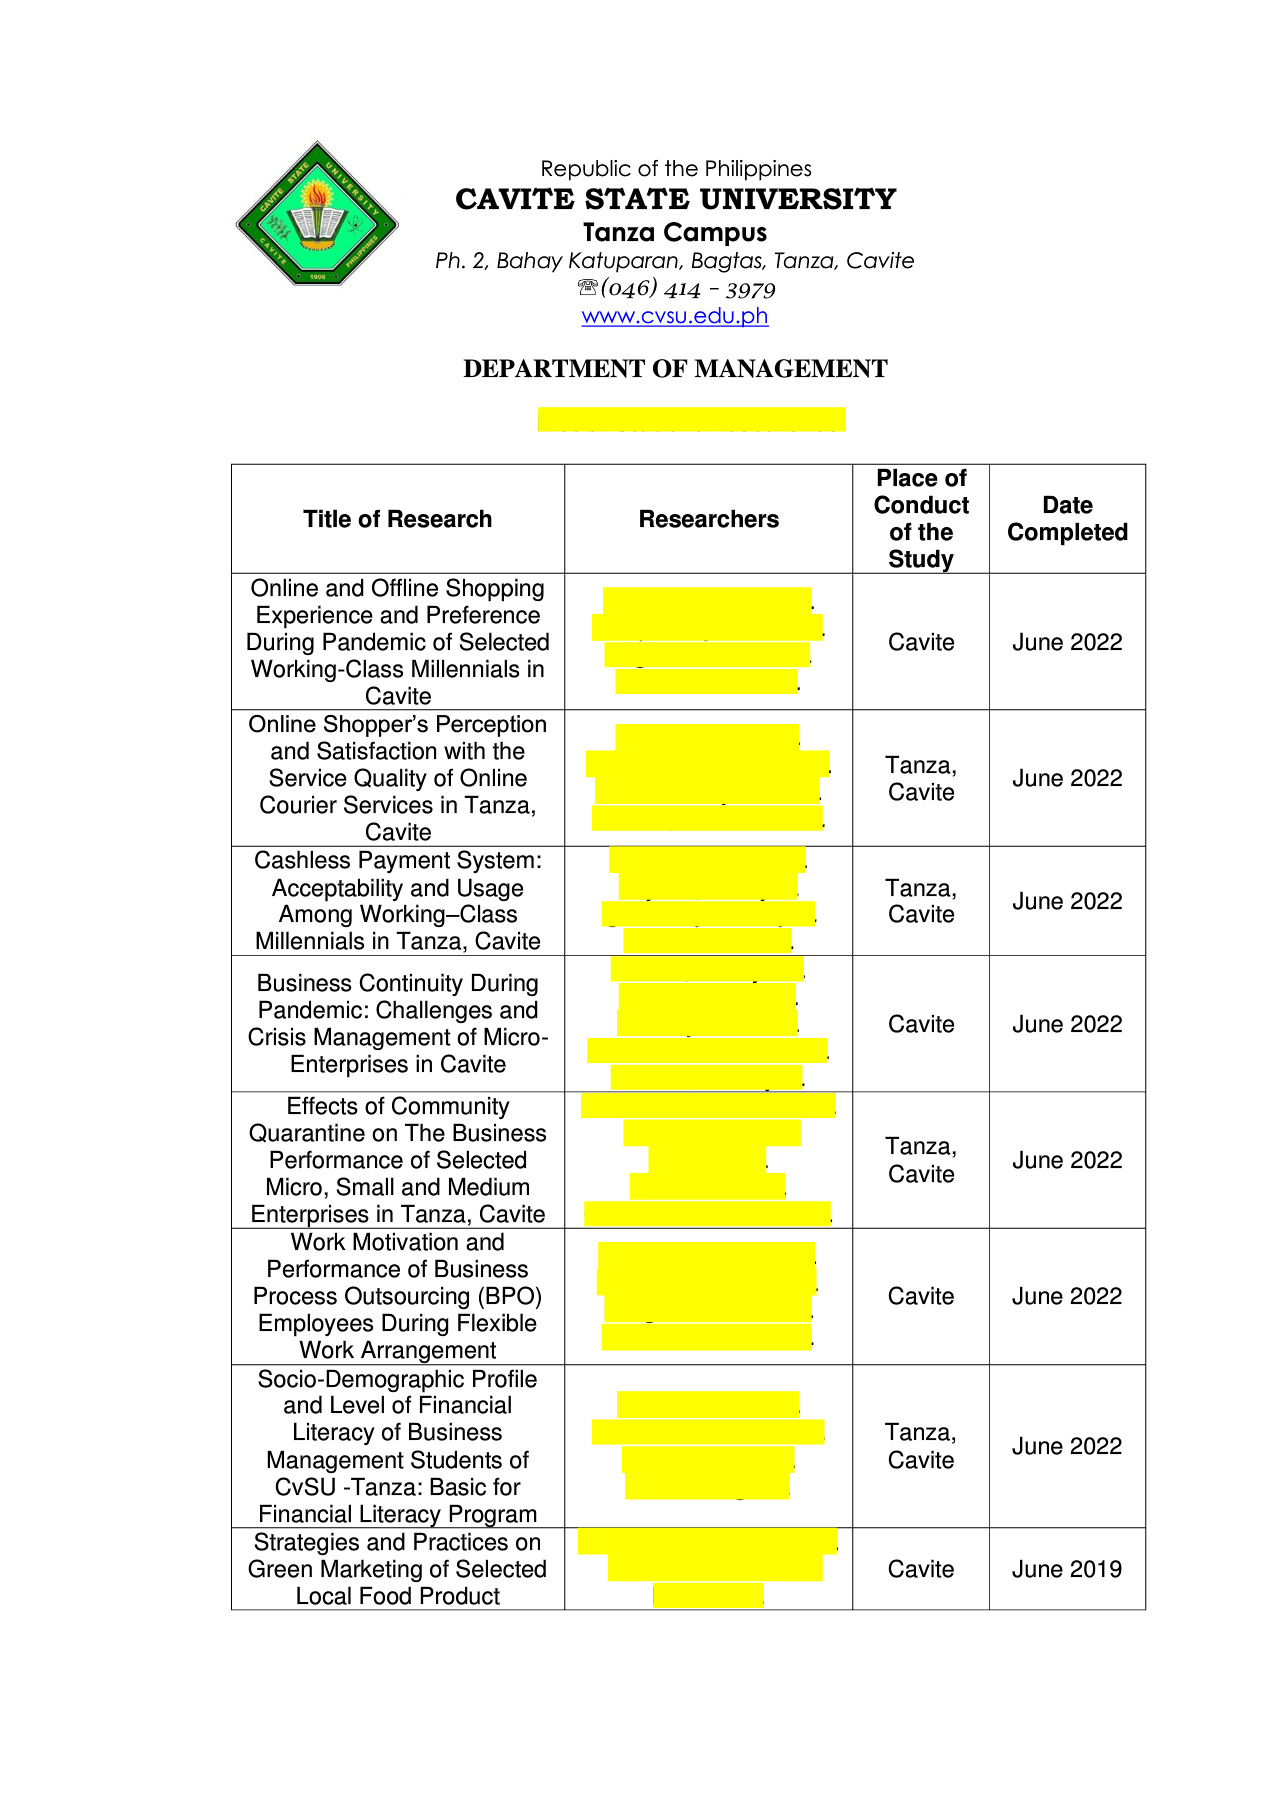 CAVITE STATE UNIVERSITY
CAVITE PHILIPPINES
1906
Republic of the Philippines
CAVITE STATE UNIVERSITY
Tanza Campus
Ph. 2, Bahay Katuparan, Bagtas, Tanza, Cavite
☏(046) 414 – 3979
www.cvsu.edu.ph
DEPARTMENT OF MANAGEMENT
Title of Research
Researchers
Place of
Conduct
of the
Study
Date
Completed
Online and Offline Shopping
Experience and Preference
During Pandemic of Selected
Working-Class Millennials in
Cavite
Cavite
June 2022
Online Shopper’s Perception
and Satisfaction with the
Service Quality of Online
Courier Services in Tanza,
Cavite
Tanza,
Cavite
June 2022
Cashless Payment System:
Acceptability and Usage
Among Working–Class
Millennials in Tanza, Cavite
Tanza,
Cavite
June 2022
Business Continuity During
Pandemic: Challenges and
Crisis Management of Micro-
Enterprises in Cavite
Cavite
June 2022
Effects of Community
Quarantine on The Business
Performance of Selected
Micro, Small and Medium
Enterprises in Tanza, Cavite
Tanza,
Cavite
June 2022
Work Motivation and
Performance of Business
Process Outsourcing (BPO)
Employees During Flexible
Work Arrangement
Cavite
June 2022
Socio-Demographic Profile
and Level of Financial
Literacy of Business
Management Students of
CvSU -Tanza: Basic for
Financial Literacy Program
Tanza,
Cavite
June 2022
Strategies and Practices on
Green Marketing of Selected
Local Food Product
Cavite
June 2019